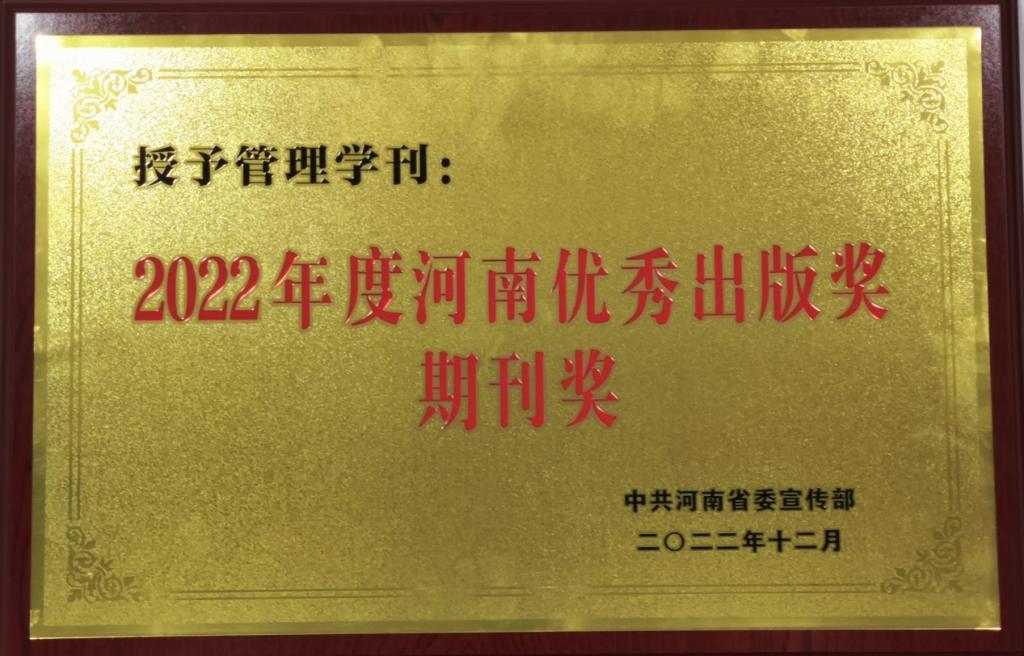 授予管理学刊：
2022年度河南优秀出版奖
期刊奖
中共河南省委宣传部
二〇二二年十二月